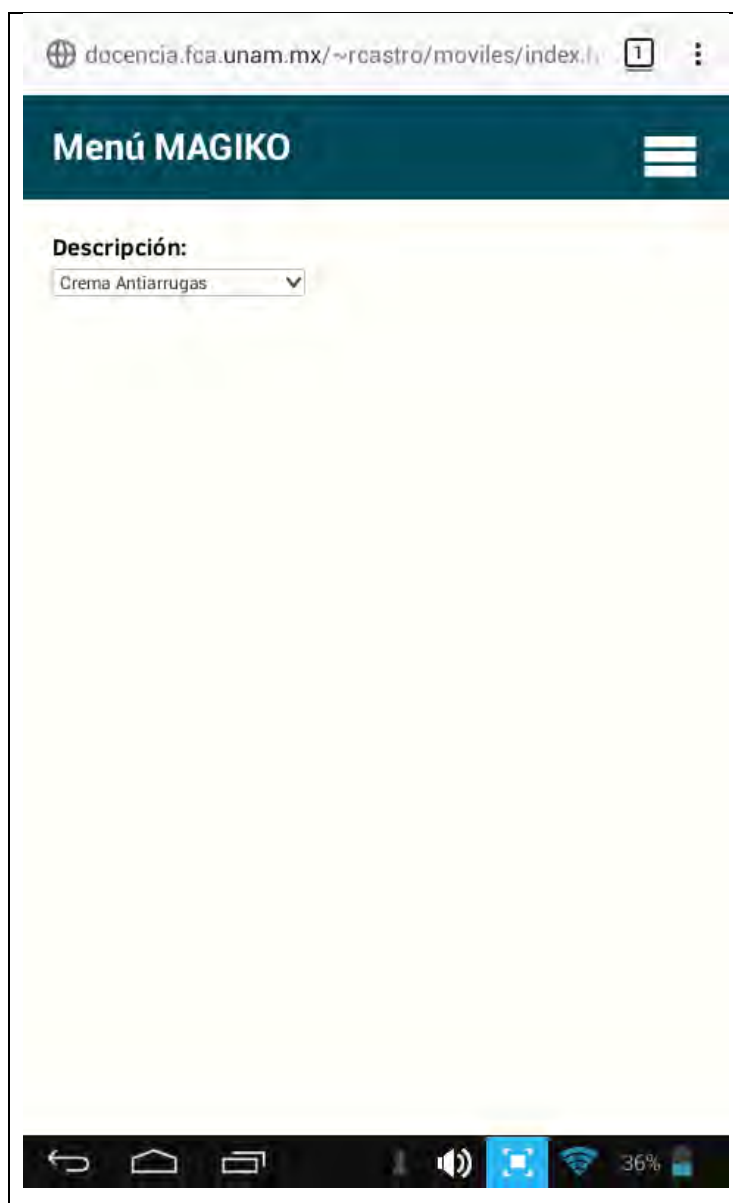 docencia.fca.unam.mx/~rcastro/moviles/index.
1
Menú MAGIKO
Descripción:
Crema Antiarrugas
36%